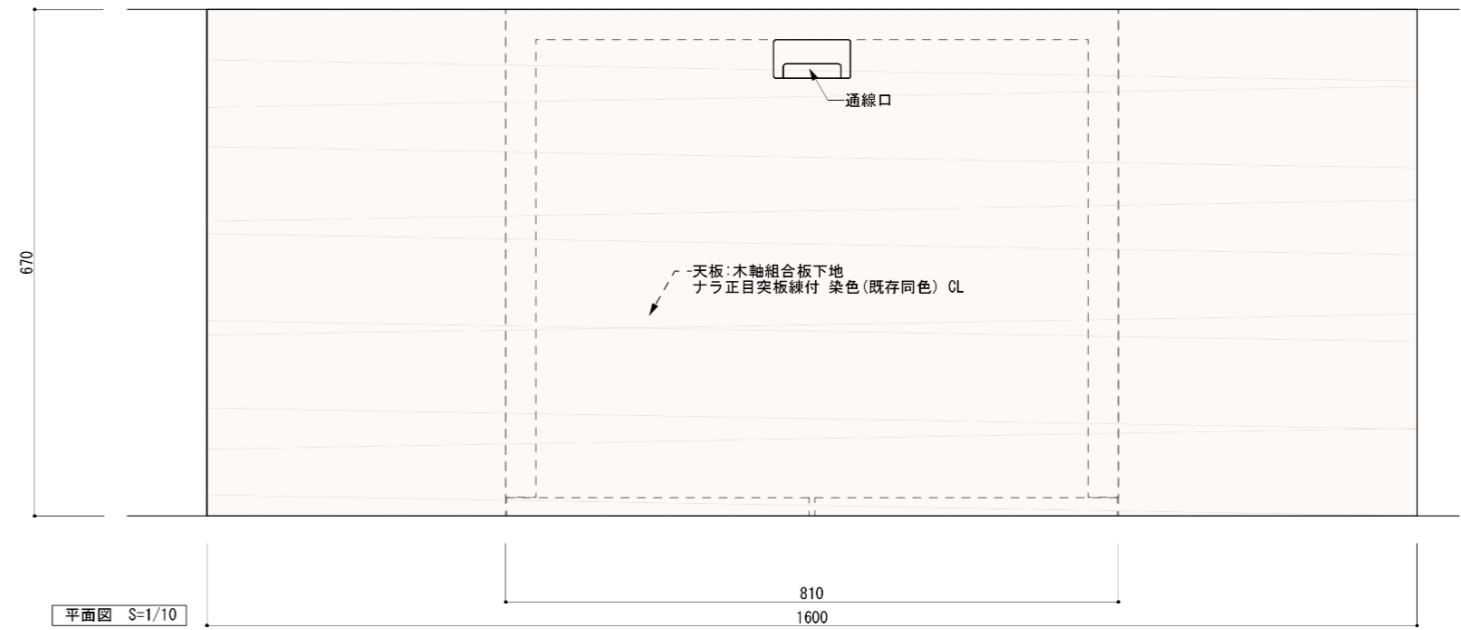 通線口
670
天板:木軸組合板下地
ナラ正目突板練付 染色(既存同色) CL
810
平面図 S=1/10
1600